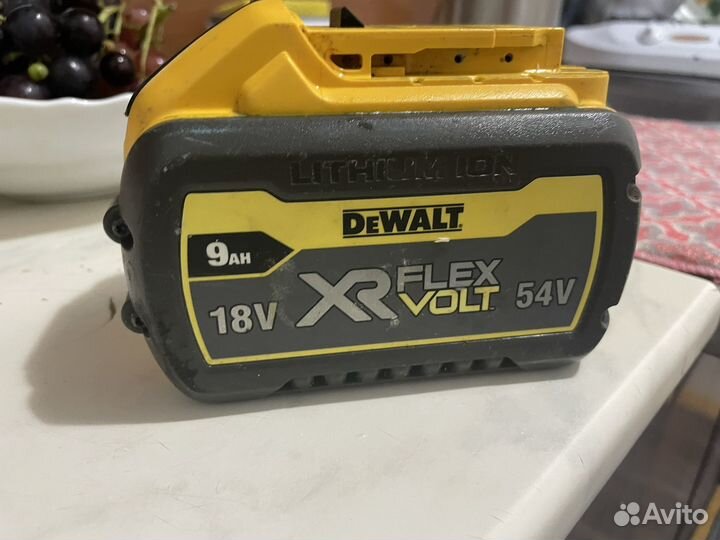 LITHIUM ION
DEWALT
9AH
18V XR FLEX VOLT 54V
Avito